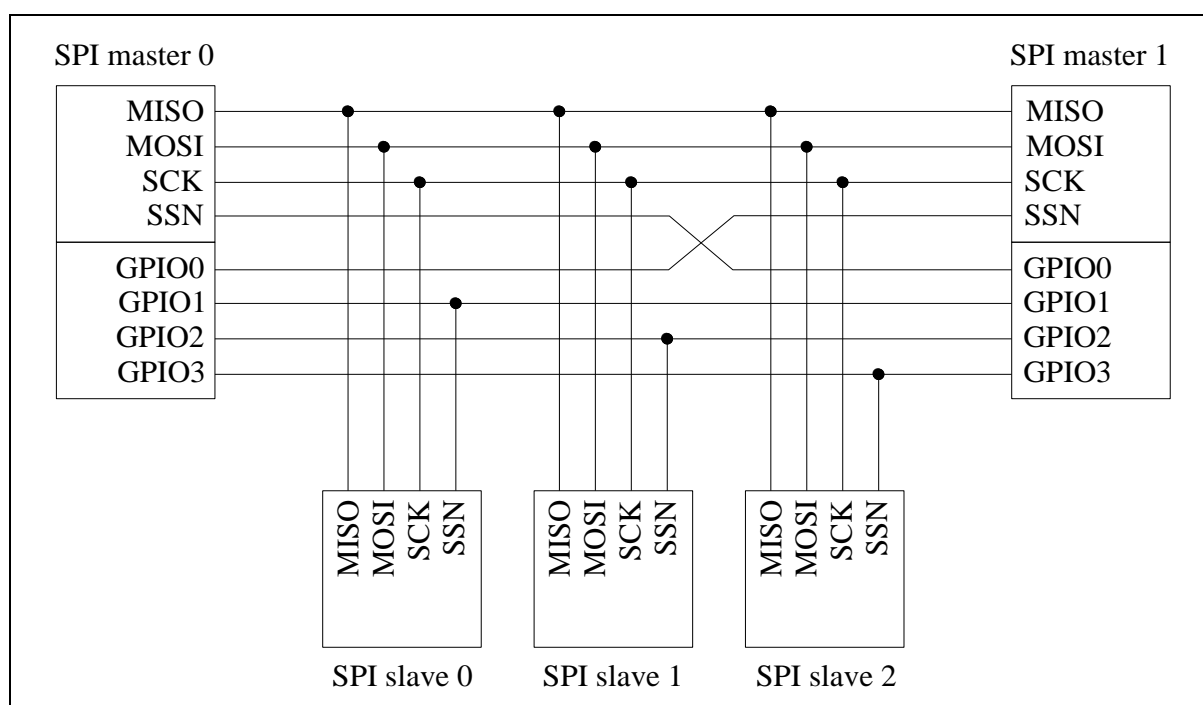 SPI master 0
SPI master 1
MISO
MOSI
SCK
SSN
GPIO0
GPIO1
GPIO2
GPIO3
MISO
MOSI
SCK
SSN
GPIO0
GPIO1
GPIO2
GPIO3
MISO
MOSI
SCK
SSN
MISO
MOSI
SCK
SSN
MISO
MOSI
SCK
SSN
SPI slave 0
SPI slave 1
SPI slave 2